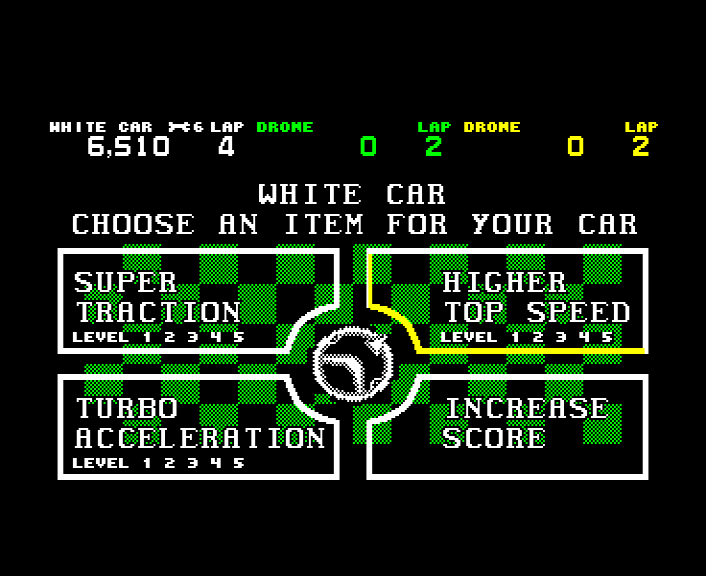 WHITE CAR 6 LAP DRONE LAP DRONE LAP
6,510 4 0 2 0 2
WHITE CAR
CHOOSE AN ITEM FOR YOUR CAR
SUPER
TRACTION
LEVEL 1 2 3 4 5
HIGHER
TOP SPEED
LEVEL 1 2 3 4 5
TURBO
ACCELERATION
LEVEL 1 2 3 4 5
INCREASE
SCORE